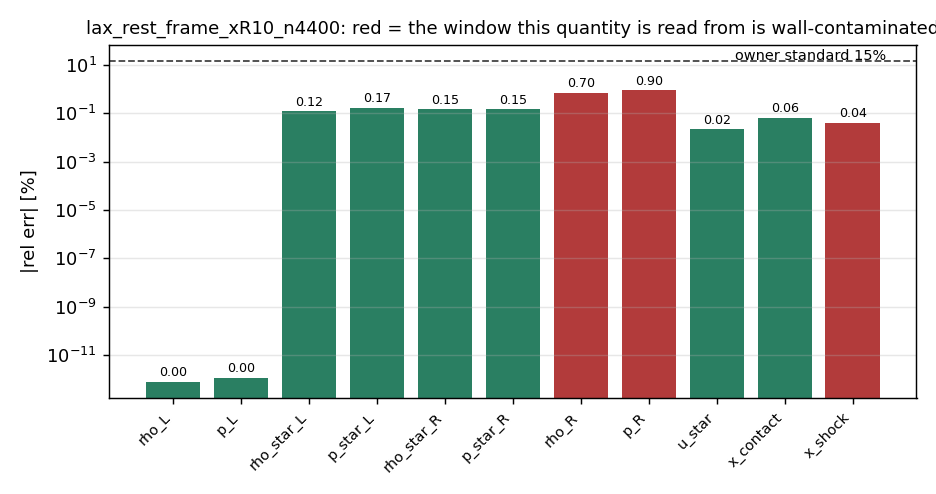 lax_rest_frame_xR10_n4400: red = the window this quantity is read from is wall-contaminated
owner standard 15%
|rel err| [%]
10^1
10^-1
10^-3
10^-5
10^-7
10^-9
10^-11
0.00
0.00
0.12
0.17
0.15
0.15
0.70
0.90
0.02
0.06
0.04
rho_L
p_L
rho_star_L
p_star_L
rho_star_R
p_star_R
rho_R
p_R
u_star
x_contact
x_shock